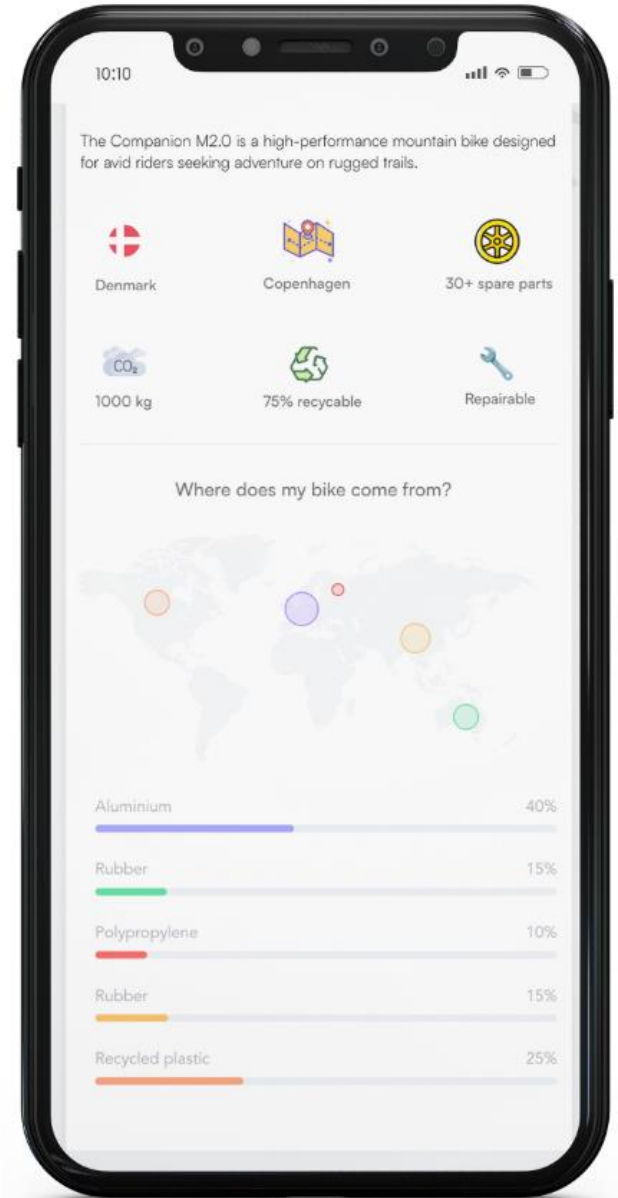 10:10
The Companion M2.0 is a high-performance mountain bike designed
for avid riders seeking adventure on rugged trails.
Denmark
Copenhagen
30+ spare parts
CO₂
1000 kg
75% recycable
Repairable
Where does my bike come from?
Aluminium 40%
Rubber 15%
Polypropylene 10%
Rubber 15%
Recycled plastic 25%